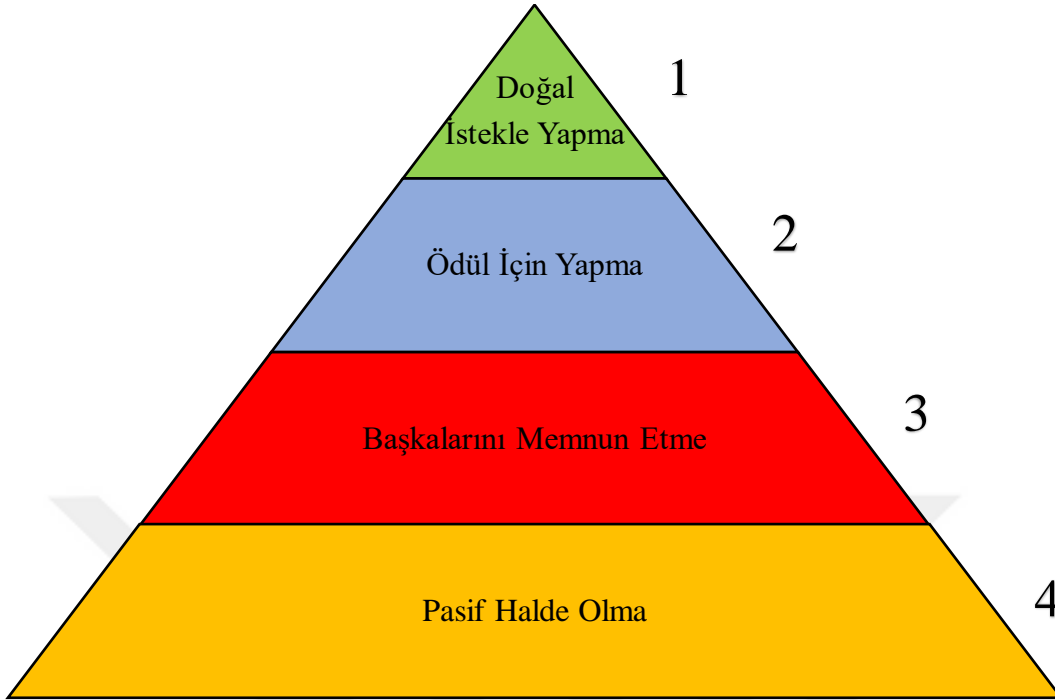 Doğal
İstekle Yapma
1
Ödül İçin Yapma
2
Başkalarını Memnun Etme
3
Pasif Halde Olma
4